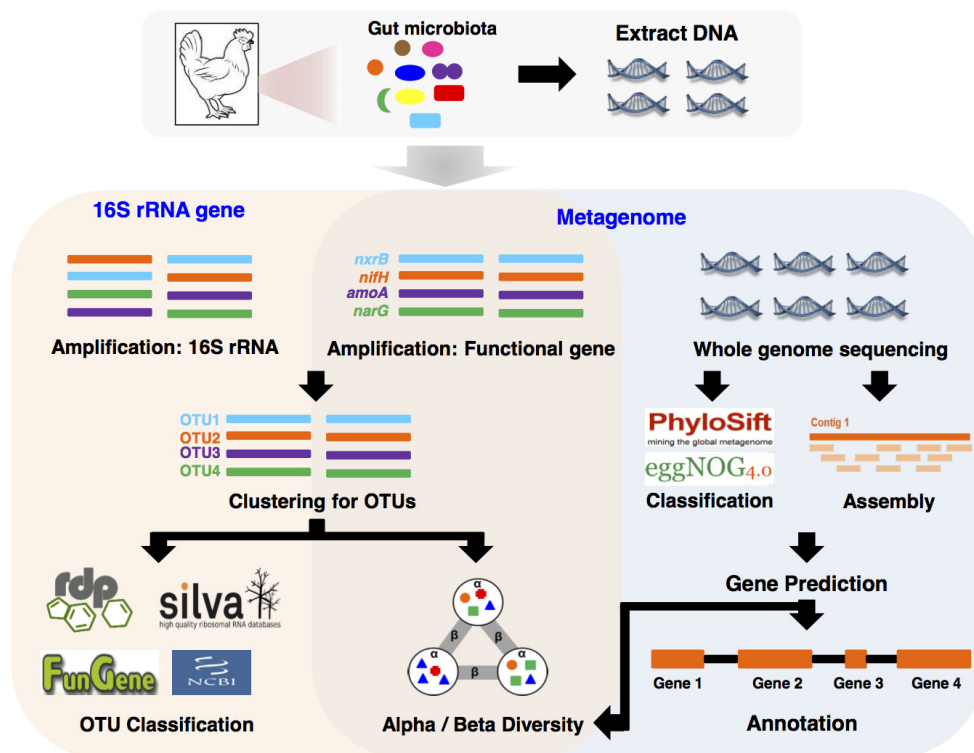 Gut microbiota
Extract DNA
16S rRNA gene
Metagenome
nxrB
nifH
amoA
narG
Amplification: 16S rRNA
Amplification: Functional gene
Whole genome sequencing
OTU1
OTU2
OTU3
OTU4
Clustering for OTUs
PhyloSift
mining the global metagenome
eggNOG4.0
Classification
Contig 1
Assembly
Gene Prediction
rdp
silva
high quality ribosomal RNA databases
FunGene
NCBI
OTU Classification
α
β
β
α
β
α
Alpha / Beta Diversity
Gene 1
Gene 2
Gene 3
Gene 4
Annotation